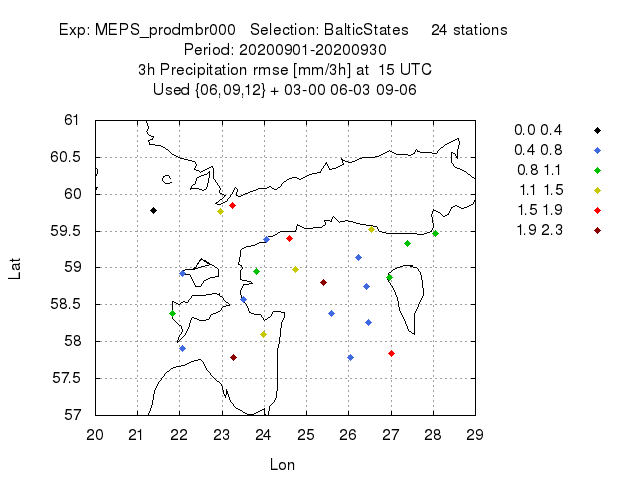 Exp: MEPS_prodmbr000   Selection: BalticStates     24 stations
Period: 20200901-20200930
3h Precipitation rmse [mm/3h] at  15 UTC
Used {06,09,12} + 03-00 06-03 09-06
61
60.5
60
59.5
59
58.5
58
57.5
57
Lat
20 21 22 23 24 25 26 27 28 29
Lon
0.0 0.4
0.4 0.8
0.8 1.1
1.1 1.5
1.5 1.9
1.9 2.3